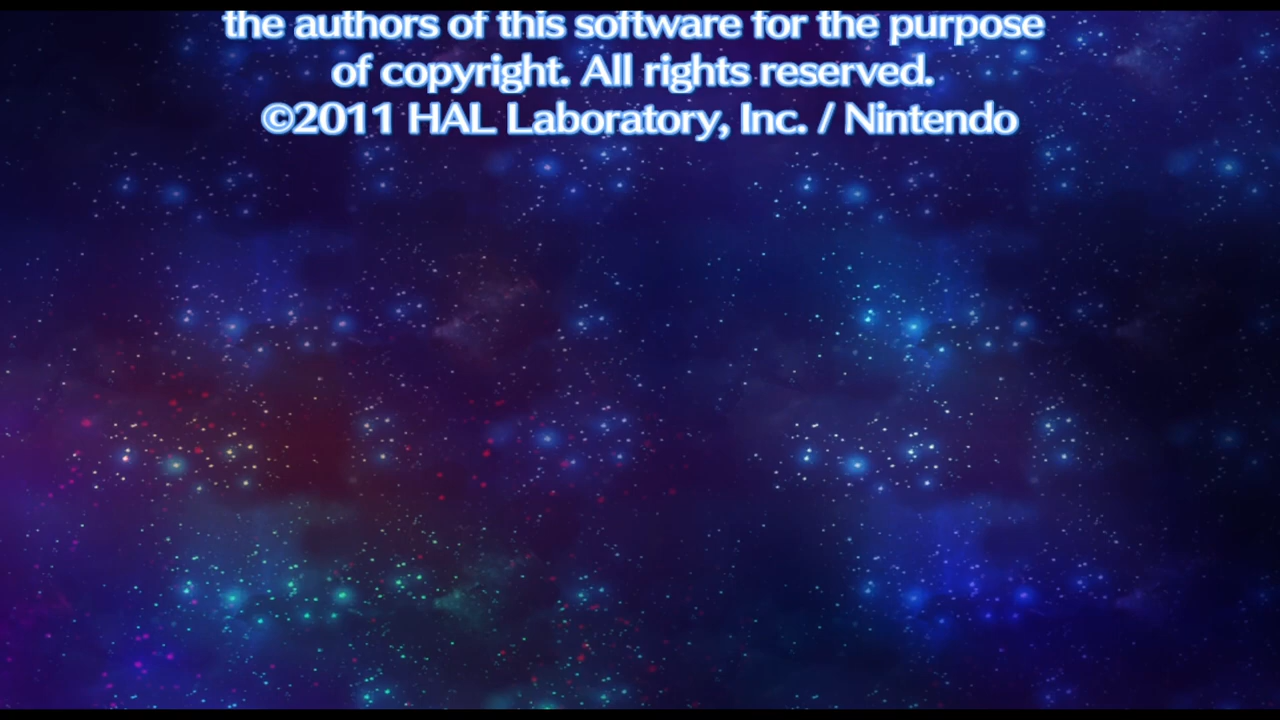 the authors of this software for the purpose
of copyright. All rights reserved.
©2011 HAL Laboratory, Inc. / Nintendo